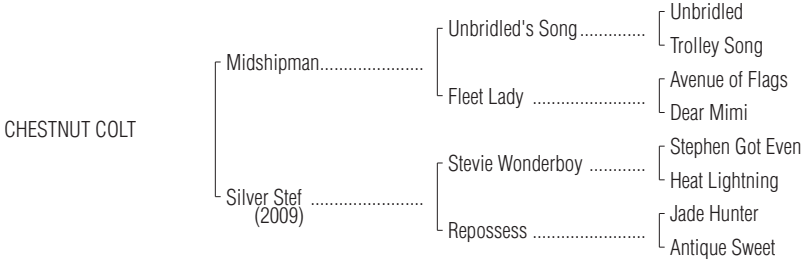 Unbridled
Unbridled's Song..............
Trolley Song
Midshipman......................
Avenue of Flags
Fleet Lady ........................
Dear Mimi
CHESTNUT COLT
Stephen Got Even
Stevie Wonderboy ............
Heat Lightning
Silver Stef ........................
(2009)
Jade Hunter
Repossess ........................
Antique Sweet